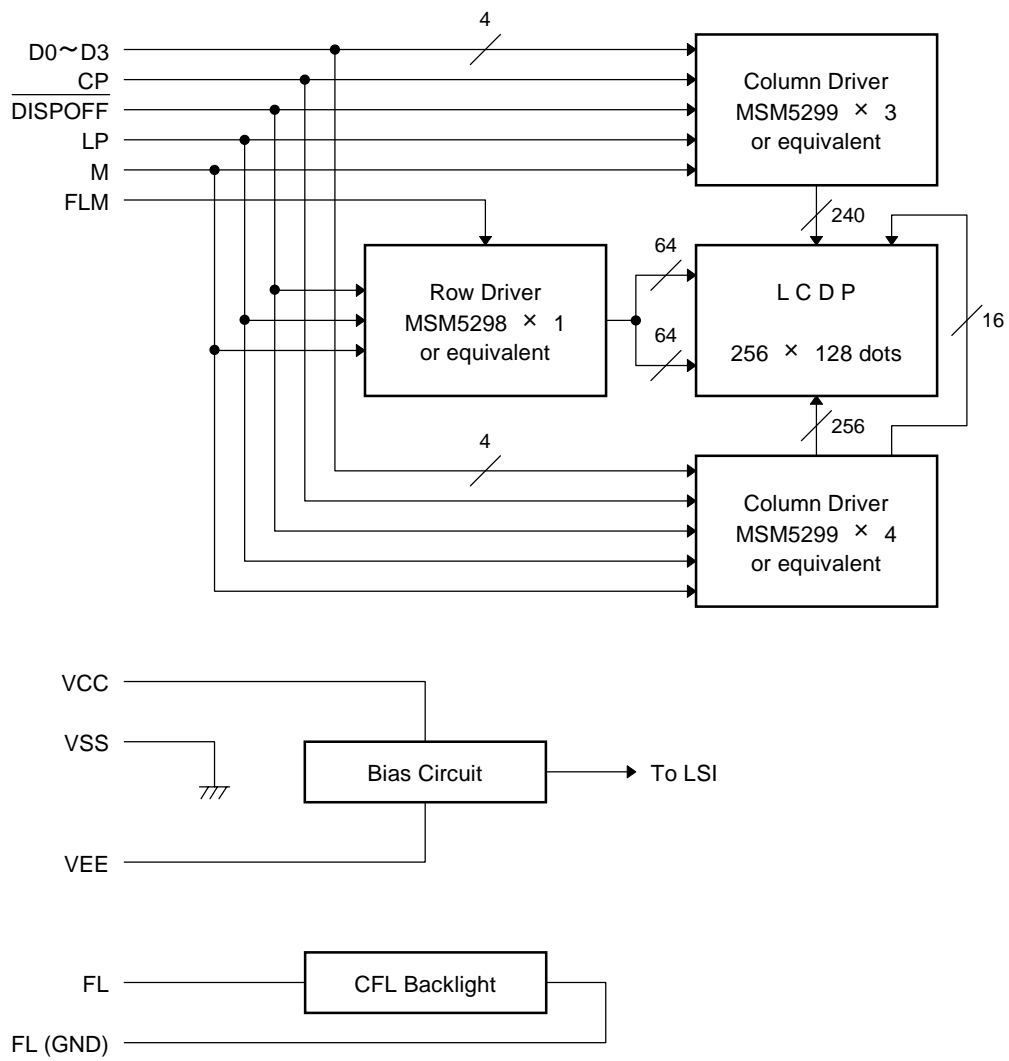 4
D0～D3
CP
DISPOFF
LP
M
FLM
Column Driver
MSM5299 × 3
or equivalent
240
64
64
Row Driver
MSM5298 × 1
or equivalent
L C D P
256 × 128 dots
16
256
4
Column Driver
MSM5299 × 4
or equivalent
VCC
VSS
Bias Circuit
To LSI
VEE
FL
CFL Backlight
FL (GND)